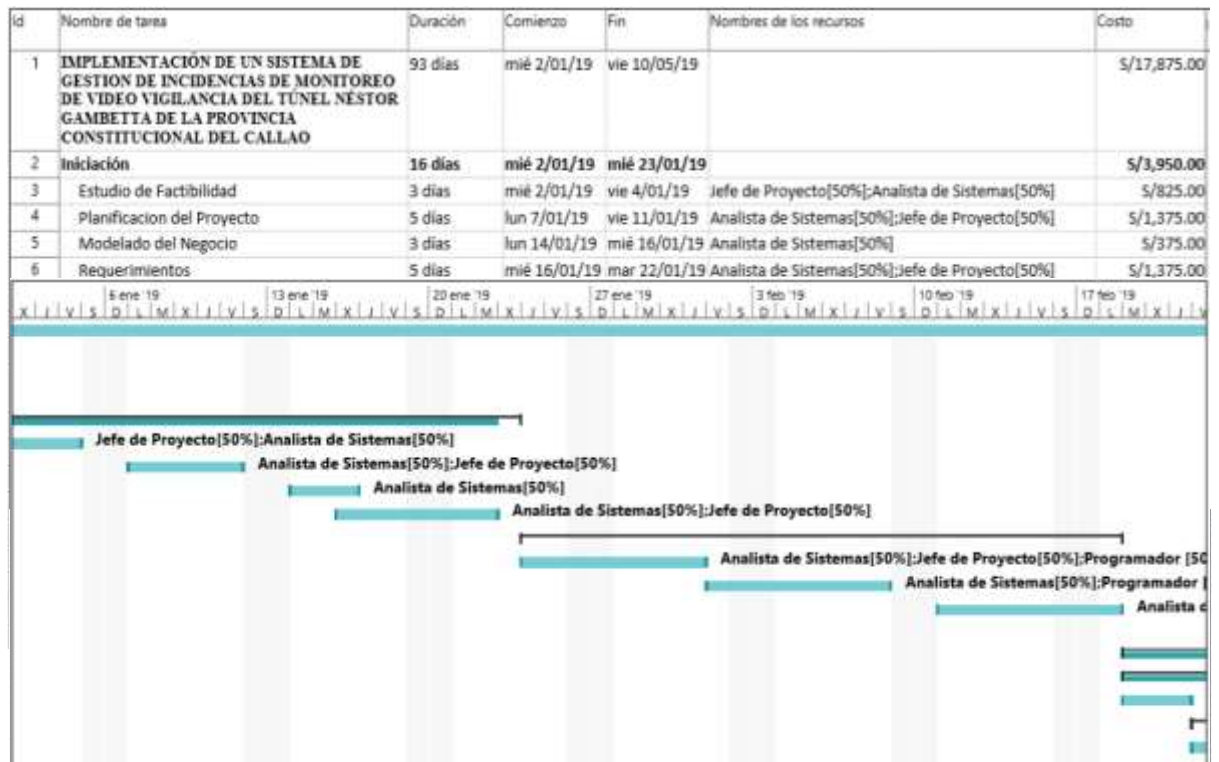 Id Nombre de tarea Duración Comienzo Fin Nombres de los recursos Costo
1 IMPLEMENTACIÓN DE UN SISTEMA DE 93 días mié 2/01/19 vie 10/05/19 S/17,875.00
GESTION DE INCIDENCIAS DE MONITOREO
DE VIDEO VIGILANCIA DEL TÚNEL NÉSTOR
GAMBETTA DE LA PROVINCIA
CONSTITUCIONAL DEL CALLAO
2 Iniciación 16 días mié 2/01/19 mié 23/01/19 S/3,950.00
3 Estudio de Factibilidad 3 días mié 2/01/19 vie 4/01/19 Jefe de Proyecto[50%];Analista de Sistemas[50%] S/825.00
4 Planificacion del Proyecto 5 días lun 7/01/19 vie 11/01/19 Analista de Sistemas[50%];Jefe de Proyecto[50%] S/1,375.00
5 Modelado del Negocio 3 días lun 14/01/19 mié 16/01/19 Analista de Sistemas[50%] S/375.00
6 Requerimientos 5 días mié 16/01/19 mar 22/01/19 Analista de Sistemas[50%];Jefe de Proyecto[50%] S/1,375.00
6 ene '19 13 ene '19 20 ene '19 27 ene '19 3 feb '19 10 feb '19 17 feb '19
X J V S D L M X J V S D L M X J V S D L M X J V S D L M X J V S D L M X J V S D L M X J V S D L M X J V
Jefe de Proyecto[50%];Analista de Sistemas[50%]
Analista de Sistemas[50%];Jefe de Proyecto[50%]
Analista de Sistemas[50%]
Analista de Sistemas[50%];Jefe de Proyecto[50%]
Analista de Sistemas[50%];Jefe de Proyecto[50%];Programador [50
Analista de Sistemas[50%];Programador [
Analista d